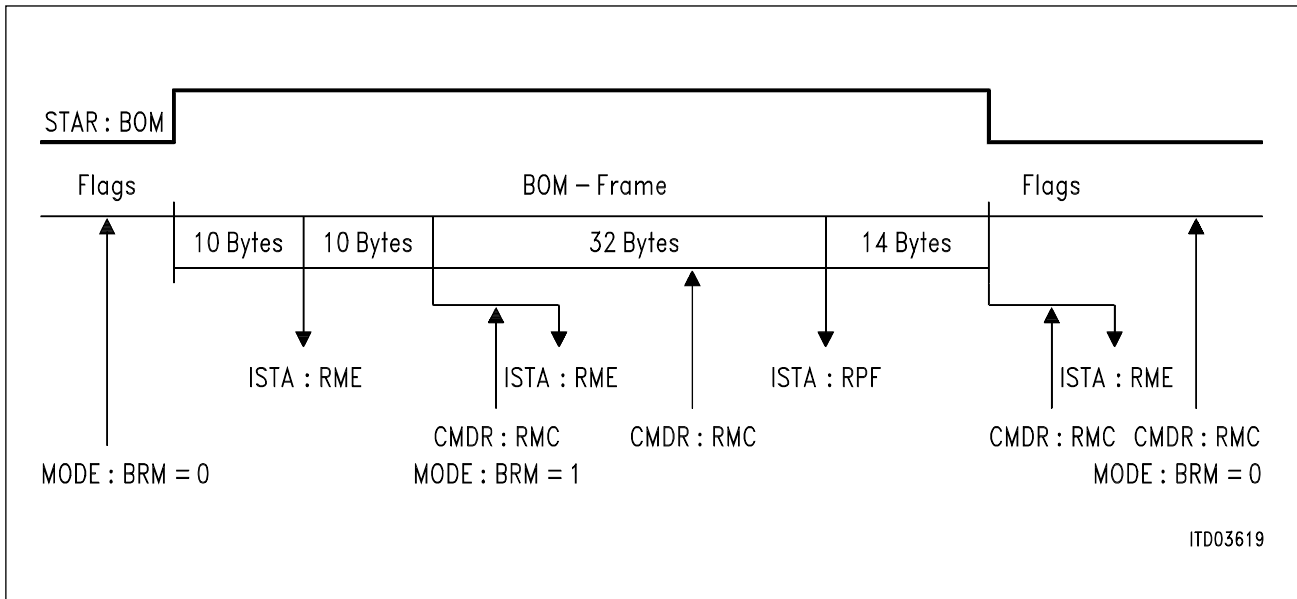 STAR : BOM
Flags BOM – Frame Flags
10 Bytes 10 Bytes 32 Bytes 14 Bytes
ISTA : RME ISTA : RME ISTA : RPF ISTA : RME
CMDR : RMC CMDR : RMC CMDR : RMC CMDR : RMC
MODE : BRM = 0 MODE : BRM = 1 MODE : BRM = 0
ITD03619